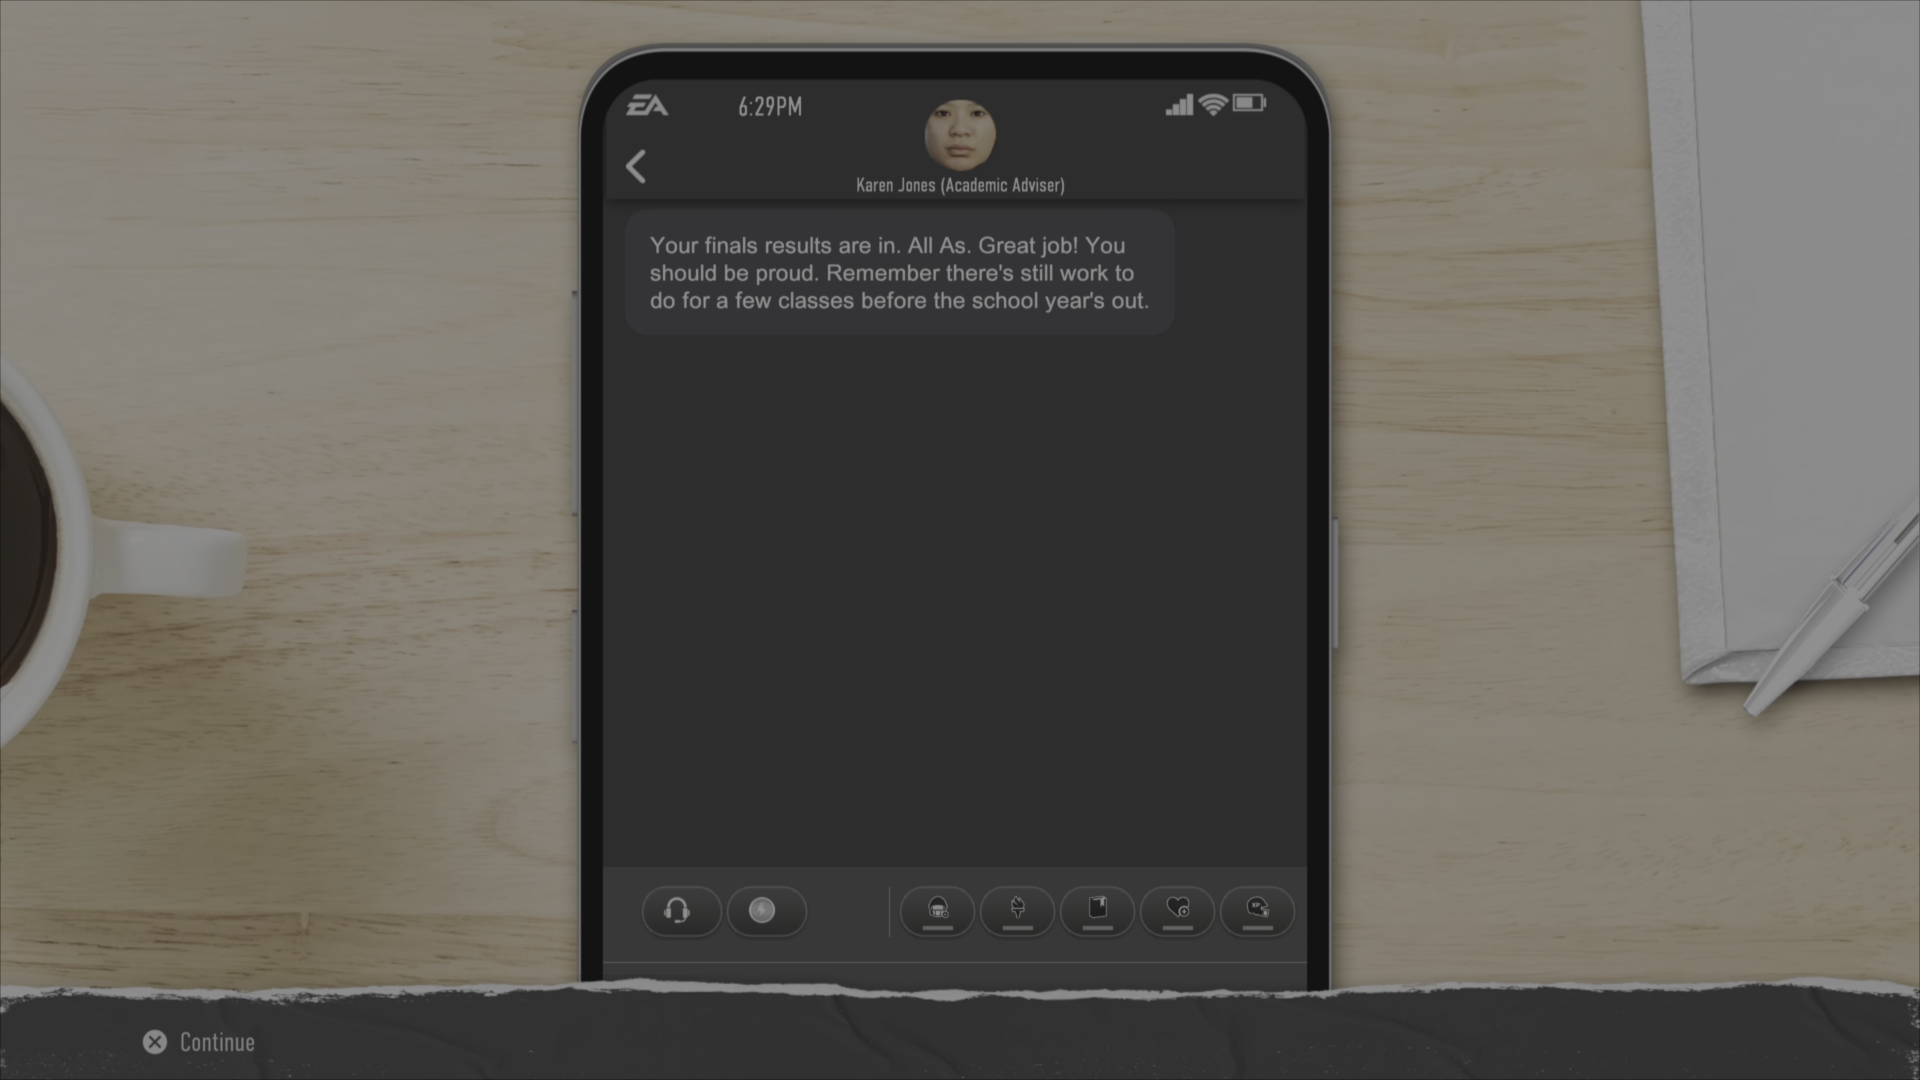 EA
6:29PM
Karen Jones (Academic Adviser)
Your finals results are in. All As. Great job! You
should be proud. Remember there's still work to
do for a few classes before the school year's out.
XP
Continue